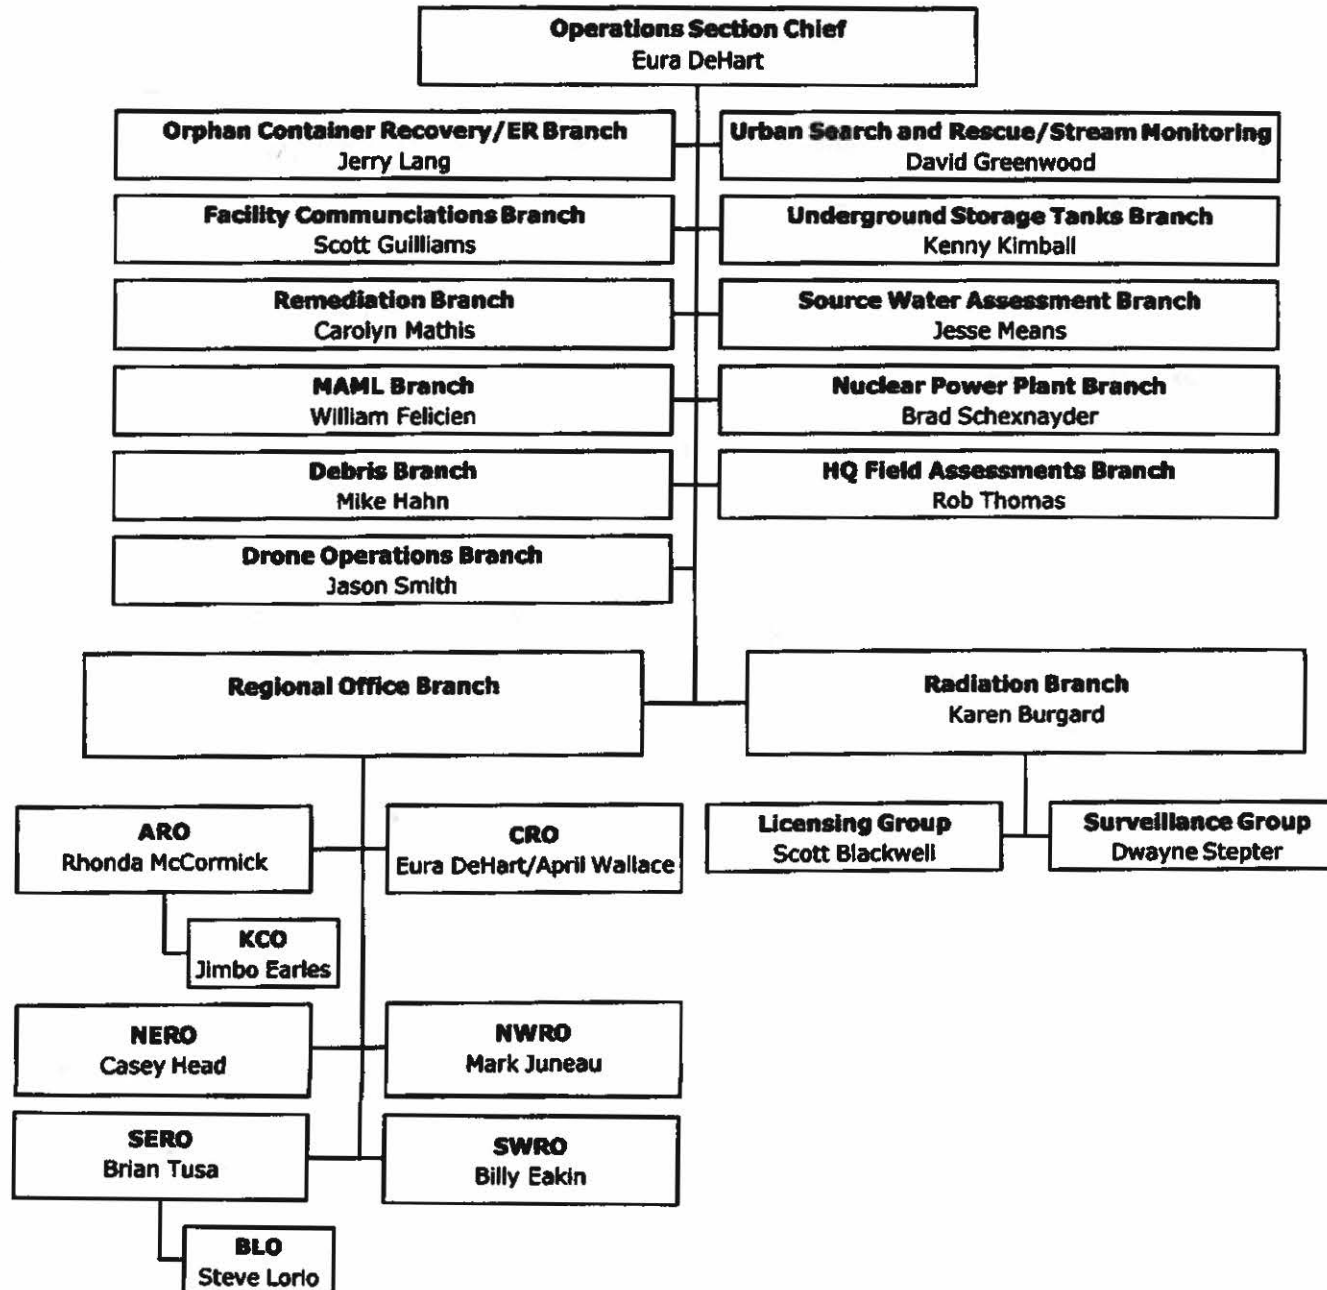 Operations Section Chief
Eura DeHart
Orphan Container Recovery/ER Branch
Jerry Lang
Urban Search and Rescue/Stream Monitoring
David Greenwood
Facility Communciations Branch
Scott Guilliams
Underground Storage Tanks Branch
Kenny Kimball
Remediation Branch
Carolyn Mathis
Source Water Assessment Branch
Jesse Means
MAML Branch
William Felicien
Nuclear Power Plant Branch
Brad Schexnayder
Debris Branch
Mike Hahn
HQ Field Assessments Branch
Rob Thomas
Drone Operations Branch
Jason Smith
Regional Office Branch
Radiation Branch
Karen Burgard
ARO
Rhonda McCormick
CRO
Eura DeHart/April Wallace
Licensing Group
Scott Blackwell
Surveillance Group
Dwayne Stepter
KCO
Jimbo Earles
NERO
Casey Head
NWRO
Mark Juneau
SERO
Brian Tusa
SWRO
Billy Eakin
BLO
Steve Lorio